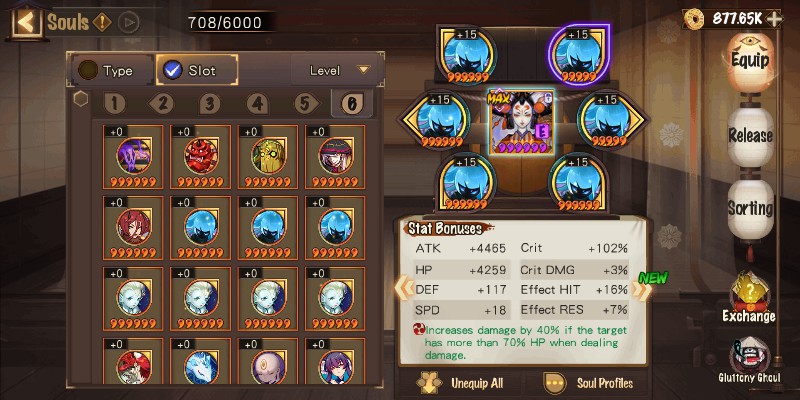 Souls
708/6000
877.65K
Type
Slot
Level
1 2 3 4 5 6
+0 +0 +0 +0
999999 999999 999999 999999
+0 +0 +0 +0
999999 999999 999999 999999
+0 +0 +0 +0
999999 999999 999999 999999
+0 +0 +0 +0
+15 +15
999999 999999
+15 MAX E +15
999999 999999 999999
+15 +15
999999 999999
Stat Bonuses
ATK +4465 Crit +102%
HP +4259 Crit DMG +3%
DEF +117 Effect HIT +16%
SPD +18 Effect RES +7%
Increases damage by 40% if the target
has more than 70% HP when dealing
damage.
NEW
Unequip All
Soul Profiles
Equip
Release
Sorting
Exchange
Gluttony Ghoul